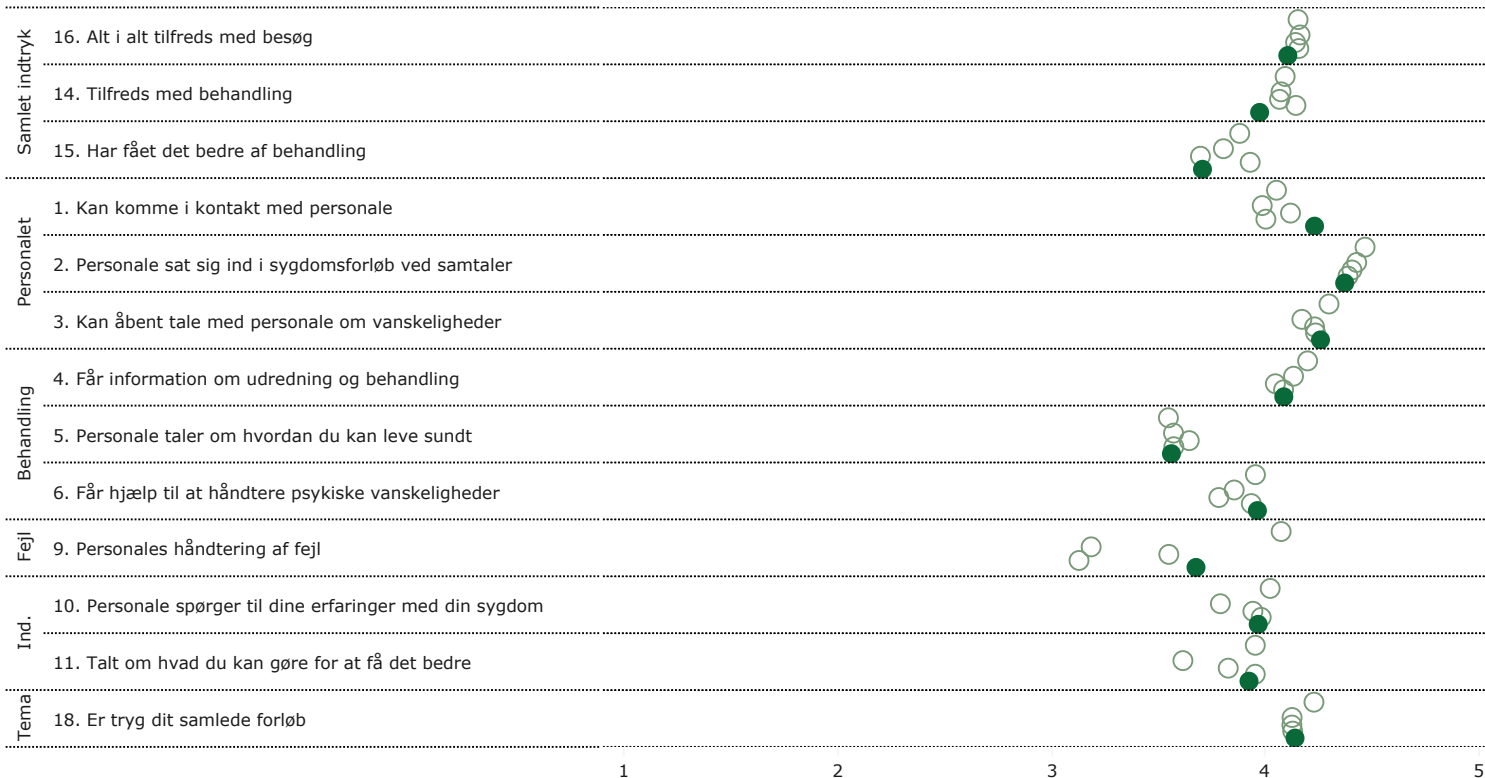 Samlet indtryk
16. Alt i alt tilfreds med besøg
14. Tilfreds med behandling
15. Har fået det bedre af behandling
Personalet
1. Kan komme i kontakt med personale
2. Personale sat sig ind i sygdomsforløb ved samtaler
3. Kan åbent tale med personale om vanskeligheder
Behandling
4. Får information om udredning og behandling
5. Personale taler om hvordan du kan leve sundt
6. Får hjælp til at håndtere psykiske vanskeligheder
Fejl
9. Personales håndtering af fejl
Ind.
10. Personale spørger til dine erfaringer med din sygdom
11. Talt om hvad du kan gøre for at få det bedre
Tema
18. Er tryg dit samlede forløb
1 2 3 4 5